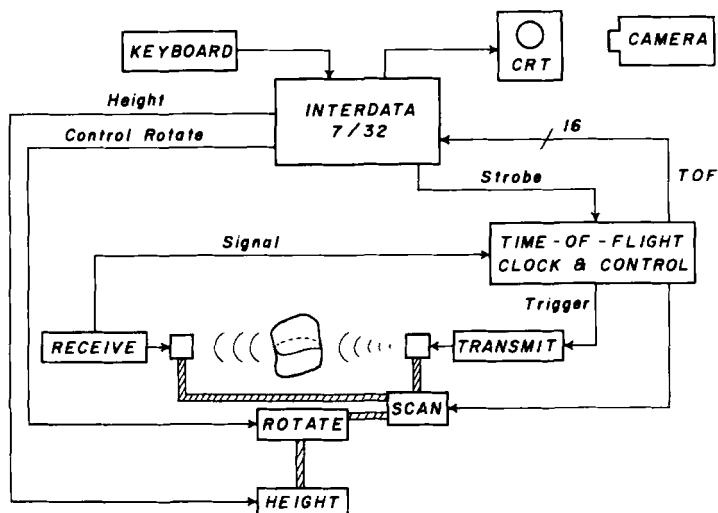 KEYBOARD
CRT
CAMERA
Height
INTERDATA
7/32
Control Rotate
16
Strobe
TOF
Signal
TIME-OF-FLIGHT
CLOCK & CONTROL
Trigger
RECEIVE
TRANSMIT
SCAN
ROTATE
HEIGHT